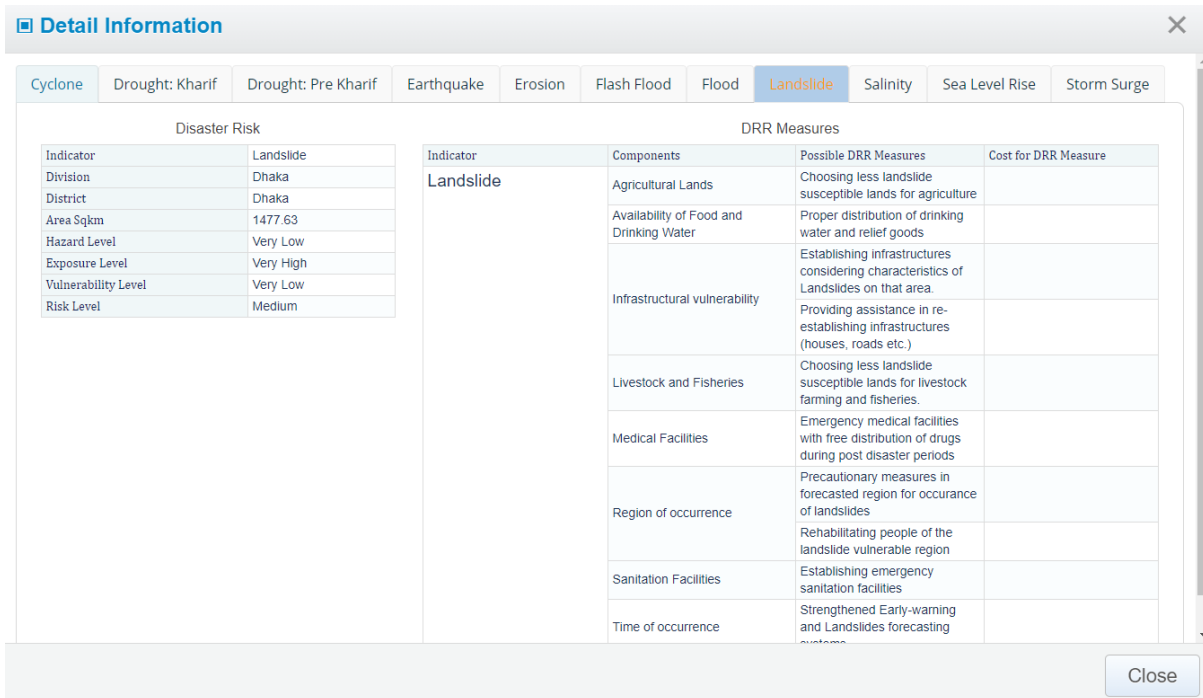 Detail Information
Cyclone
Drought: Kharif
Drought: Pre Kharif
Earthquake
Erosion
Flash Flood
Flood
Landslide
Salinity
Sea Level Rise
Storm Surge
Disaster Risk
Indicator Landslide
Division Dhaka
District Dhaka
Area Sqkm 1477.63
Hazard Level Very Low
Exposure Level Very High
Vulnerability Level Very Low
Risk Level Medium
DRR Measures
Indicator Components Possible DRR Measures Cost for DRR Measure
Landslide
Agricultural Lands
Choosing less landslide
susceptible lands for agriculture
Availability of Food and
Drinking Water
Proper distribution of drinking
water and relief goods
Infrastructural vulnerability
Establishing infrastructures
considering characteristics of
Landslides on that area.
Providing assistance in re-
establishing infrastructures
(houses, roads etc.)
Livestock and Fisheries
Choosing less landslide
susceptible lands for livestock
farming and fisheries.
Medical Facilities
Emergency medical facilities
with free distribution of drugs
during post disaster periods
Region of occurrence
Precautionary measures in
forecasted region for occurance
of landslides
Rehabilitating people of the
landslide vulnerable region
Sanitation Facilities
Establishing emergency
sanitation facilities
Time of occurrence
Strengthened Early-warning
and Landslides forecasting
Close